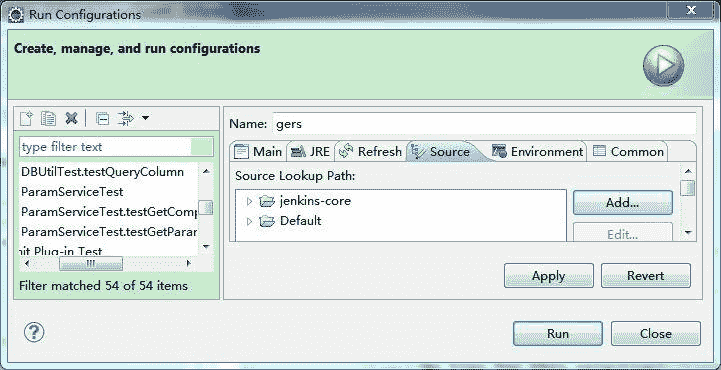 Run Configurations
Create, manage, and run configurations
type filter text
DBUtilTest.testQueryColumn
ParamServiceTest
ParamServiceTest.testGetComp
ParamServiceTest.testGetParan
nit Plug-in Test
Filter matched 54 of 54 items
Name: gers
Main JRE Refresh Source Environment Common
Source Lookup Path:
jenkins-core
Default
Add...
Edit...
Apply Revert
Run Close